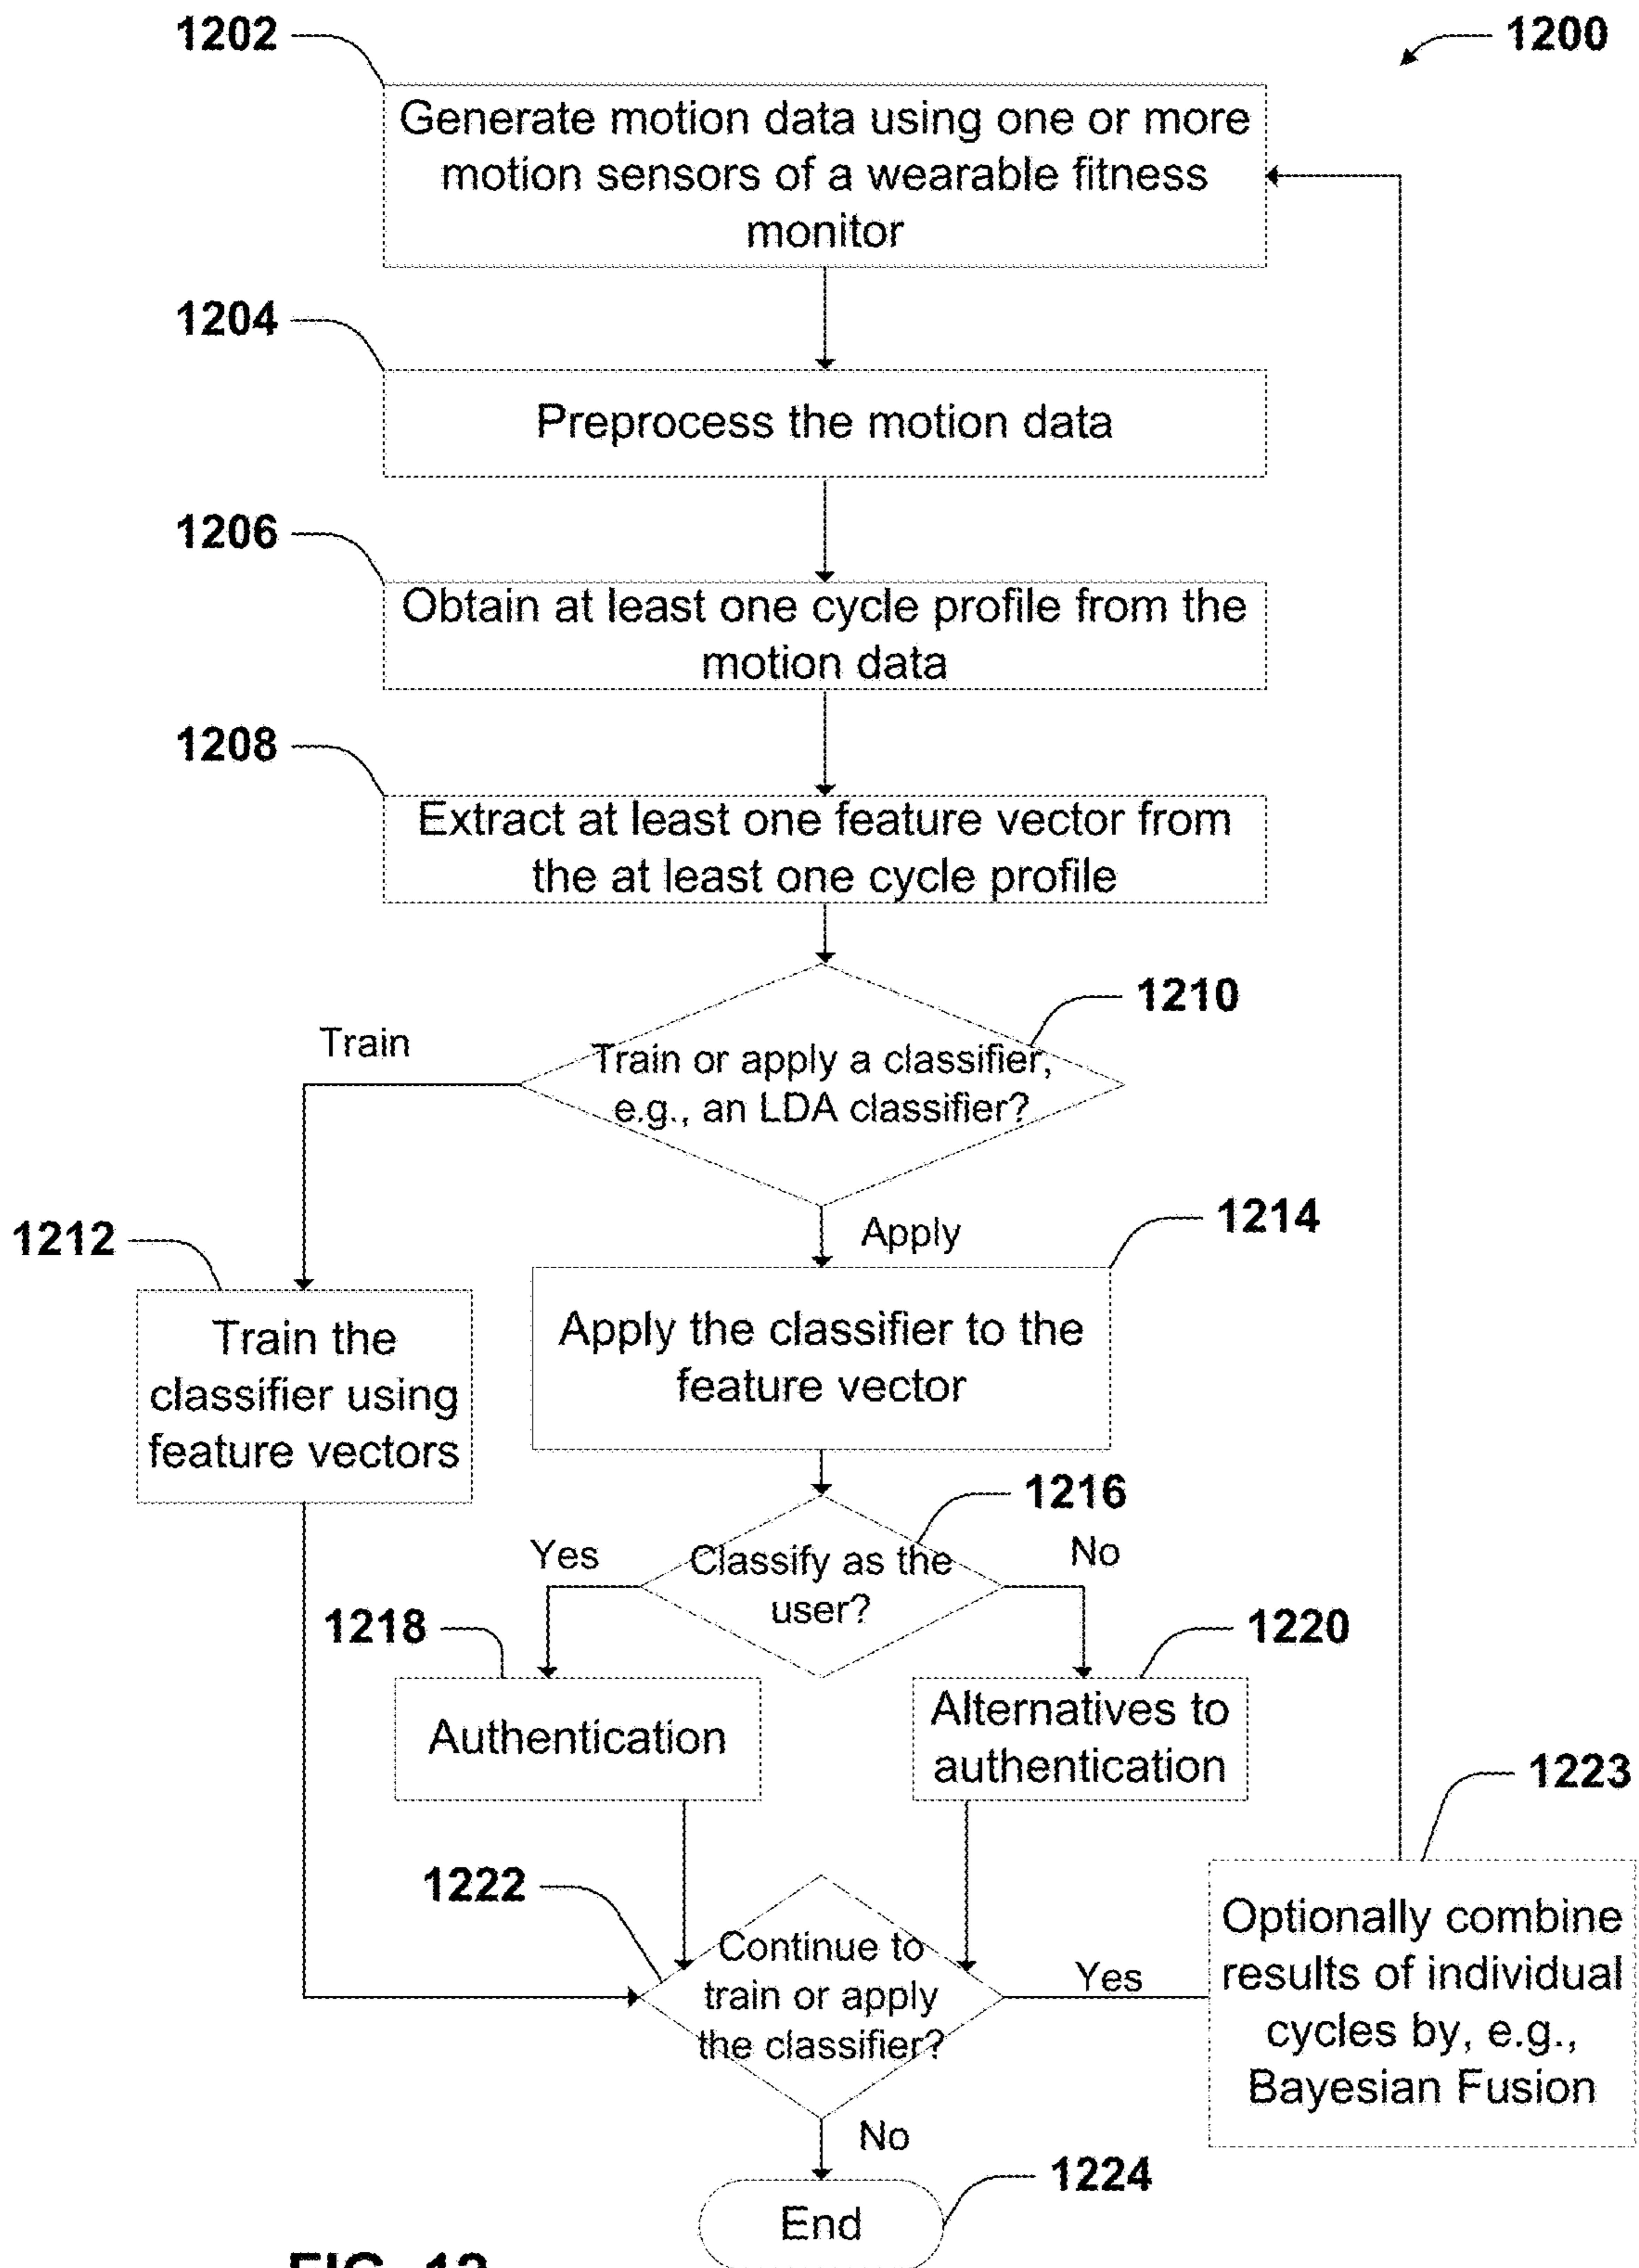 1202
1200
Generate motion data using one or more
motion sensors of a wearable fitness
monitor
1204
Preprocess the motion data
1206
Obtain at least one cycle profile from the
motion data
1208
Extract at least one feature vector from
the at least one cycle profile
1210
Train
Train or apply a classifier,
e.g., an LDA classifier?
1212
Apply
1214
Train the
classifier using
feature vectors
Apply the classifier to the
feature vector
1216
Yes
Classify as the
user?
No
1218
1220
Authentication
Alternatives to
authentication
1223
1222
Continue to
train or apply
the classifier?
Yes
Optionally combine
results of individual
cycles by, e.g.,
Bayesian Fusion
No
1224
End
FIG. 12